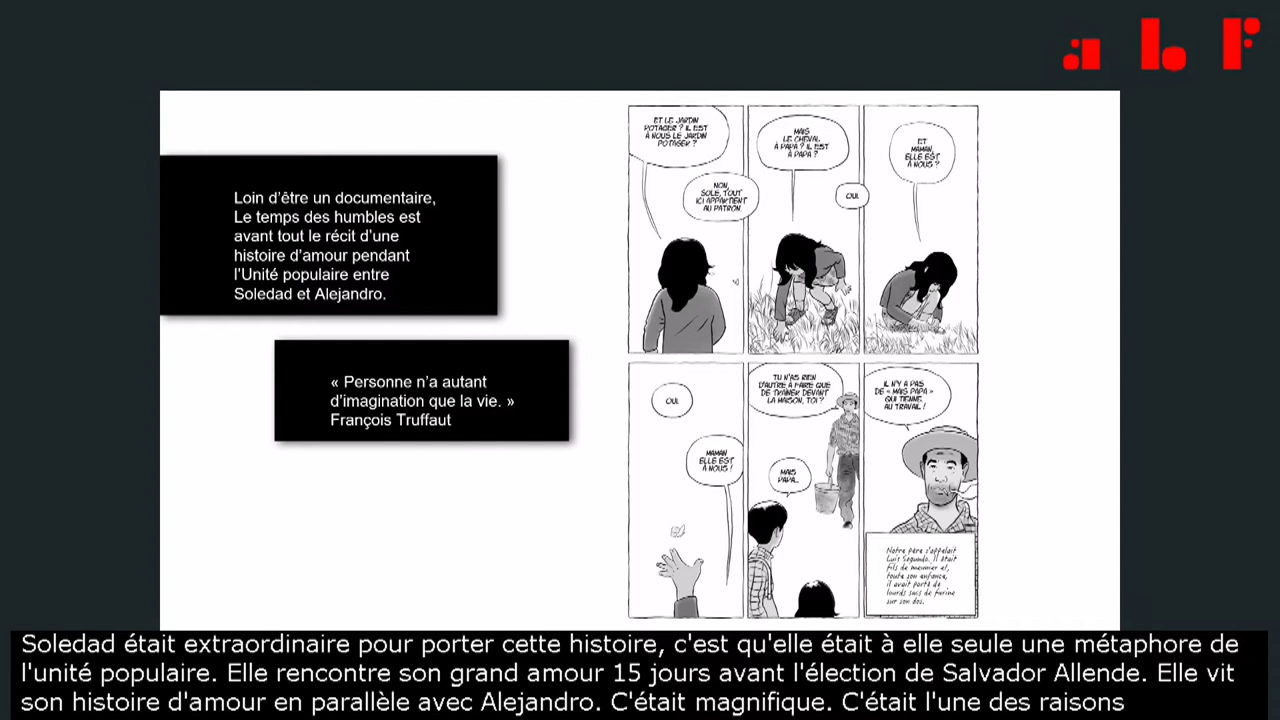 a b f
Loin d'être un documentaire,
Le temps des humbles est
avant tout le récit d'une
histoire d'amour pendant
l'Unité populaire entre
Soledad et Alejandro.
« Personne n'a autant
d'imagination que la vie. »
François Truffaut
ET LE JARDIN
POTAGER ? IL EST
À NOUS LE JARDIN
POTAGER ?
NON,
SOLE, TOUT
ICI APPARTIENT
AU PATRON.
MAIS
LE CHEVAL
À PAPA ? IL EST
À PAPA ?
OUI.
ET
MAMAN,
ELLE EST
À NOUS ?
OUI.
MAMAN
ELLE EST
À NOUS !
TU N'AS RIEN
D'AUTRE À FAIRE QUE
DE TRAÎNER DEVANT
LA MAISON, TOI ?
MAIS
PAPA...
IL N'Y A PAS
DE « MAIS PAPA »
QUI TIENNE.
AU TRAVAIL !
Notre père s'appelait
Luis Segundo. Il était
fils de meunier et,
toute son enfance,
il avait porté de
lourds sacs de farine
sur son dos.
Soledad était extraordinaire pour porter cette histoire, c'est qu'elle était à elle seule une métaphore de
l'unité populaire. Elle rencontre son grand amour 15 jours avant l'élection de Salvador Allende. Elle vit
son histoire d'amour en parallèle avec Alejandro. C'était magnifique. C'était l'une des raisons